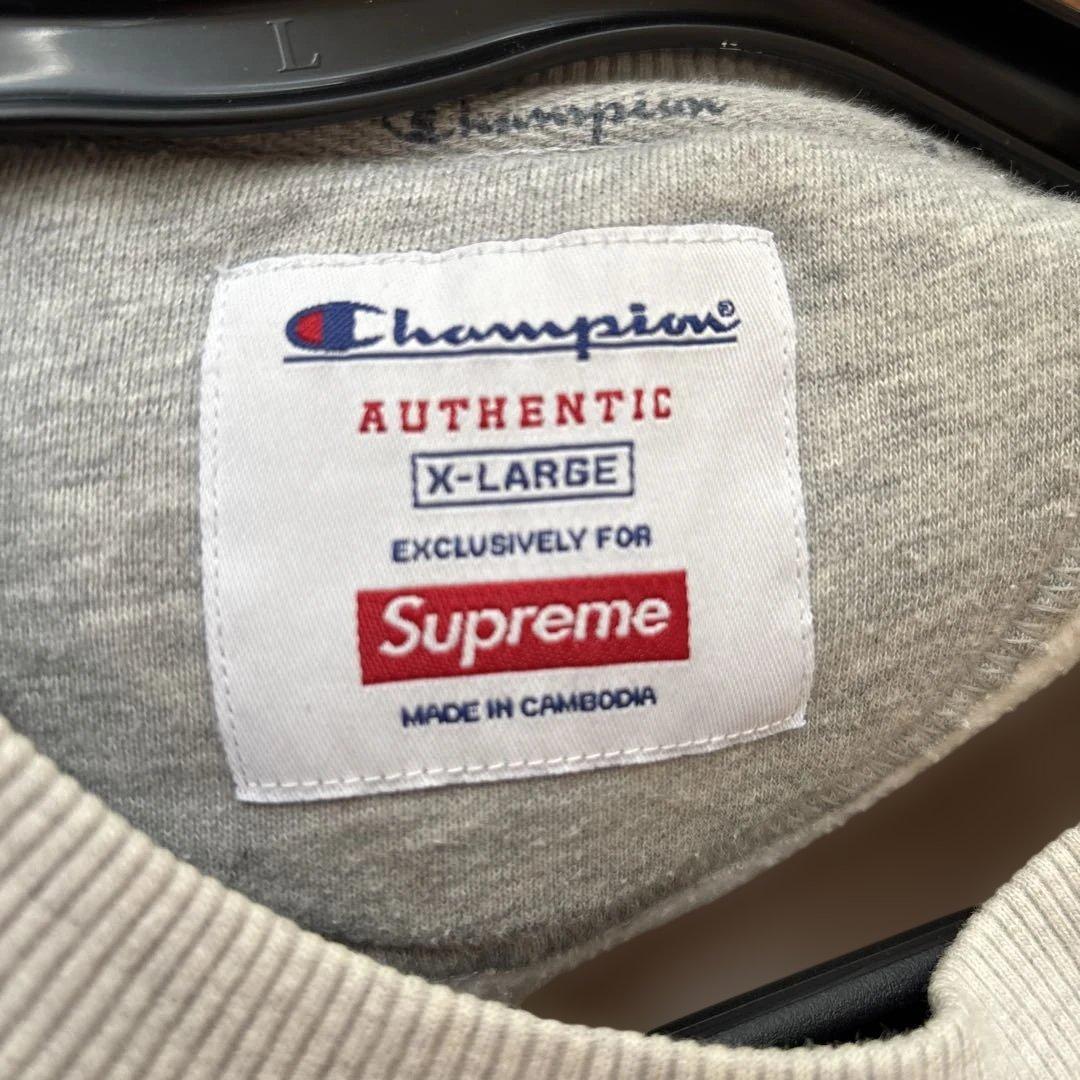 L
Champion
Champion®
AUTHENTIC
X-LARGE
EXCLUSIVELY FOR
Supreme
MADE IN CAMBODIA